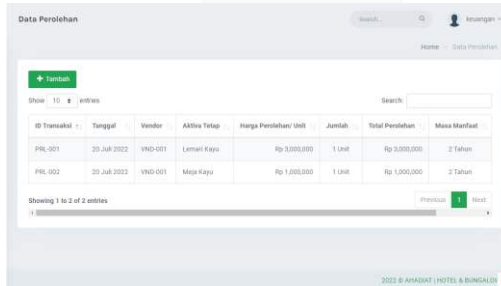 Data Perolehan
Search..
keuangan
Home - Data Perolehan
+ Tambah
Show 10 entries
Search:
ID Transaksi Tanggal Vendor Aktiva Tetap Harga Perolehan/ Unit Jumlah Total Perolehan Masa Manfaat
PRL-001 20 Juli 2022 VND-001 Lemari Kayu Rp 3,000,000 1 Unit Rp 3,000,000 2 Tahun
PRL-002 20 Juli 2022 VND-001 Meja Kayu Rp 1,000,000 1 Unit Rp 1,000,000 2 Tahun
Showing 1 to 2 of 2 entries
Previous 1 Next
2022 © AHADIAT | HOTEL & BUNGALO